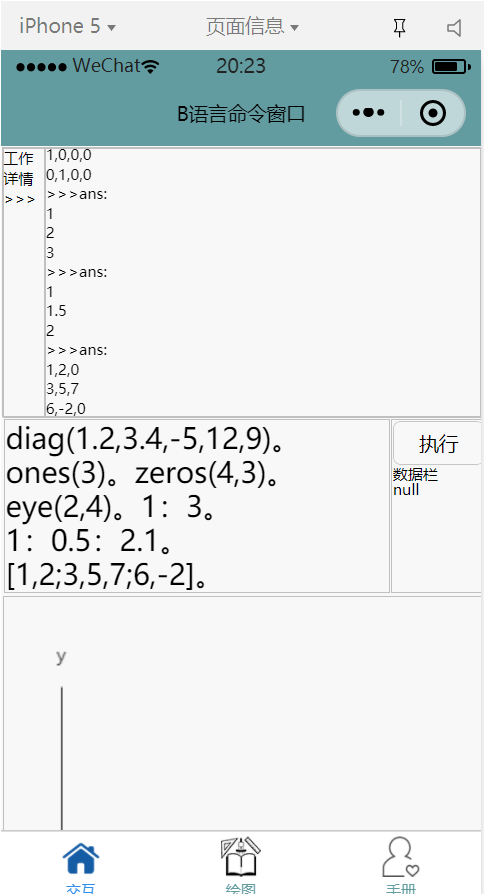 iPhone 5
页面信息
WeChat
20:23
78%
B语言命令窗口
工作
详情
>>>
1,0,0,0
0,1,0,0
>>>ans:
1
2
3
>>>ans:
1
1.5
2
>>>ans:
1,2,0
3,5,7
6,-2,0
diag(1.2,3.4,-5,12,9)。
ones(3)。zeros(4,3)。
eye(2,4)。1：3。
1：0.5：2.1。
[1,2;3,5,7;6,-2]。
执行
数据栏
null
y
交互
绘图
手册